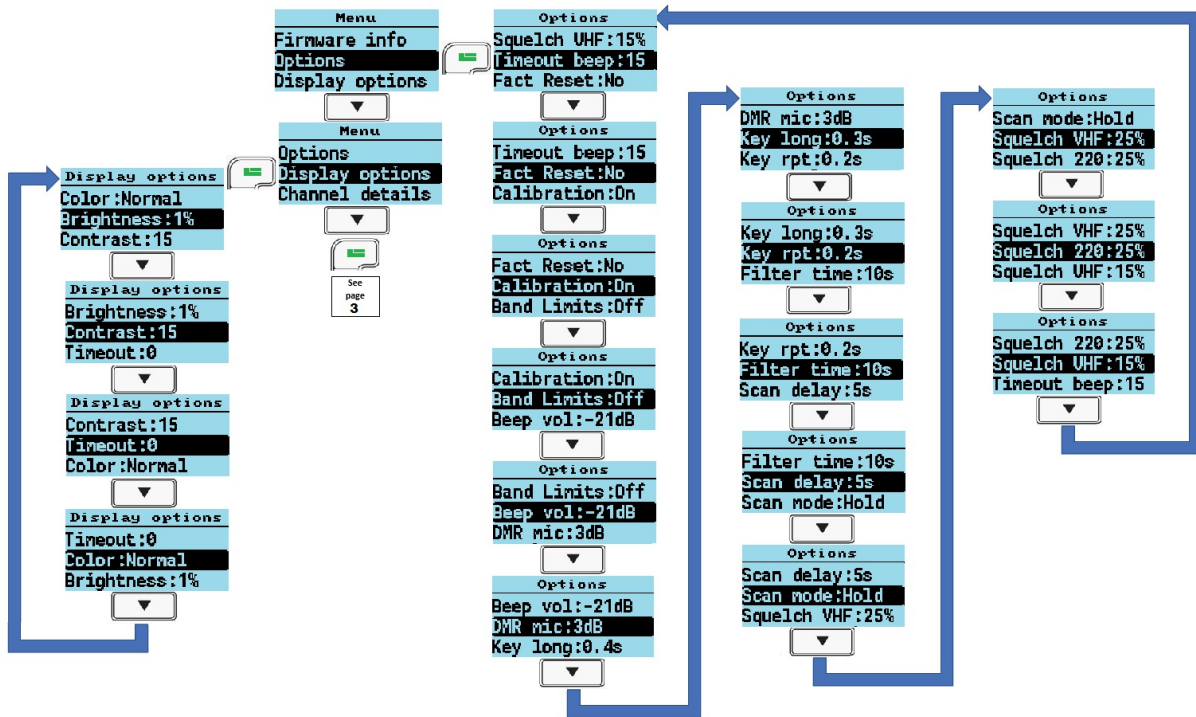 Menu
Firmware info
Options
Display options
Menu
Options
Display options
Channel details
See
page
3
Display options
Color:Normal
Brightness:1%
Contrast:15
Display options
Brightness:1%
Contrast:15
Timeout:0
Display options
Contrast:15
Timeout:0
Color:Normal
Display options
Timeout:0
Color:Normal
Brightness:1%
Options
Squelch VHF:15%
Timeout beep:15
Fact Reset:No
Options
Timeout beep:15
Fact Reset:No
Calibration:On
Options
Fact Reset:No
Calibration:On
Band Limits:Off
Options
Calibration:On
Band Limits:Off
Beep vol:-21dB
Options
Band Limits:Off
Beep vol:-21dB
DMR mic:3dB
Options
Beep vol:-21dB
DMR mic:3dB
Key long:0.4s
Options
DMR mic:3dB
Key long:0.3s
Key rpt:0.2s
Options
Key long:0.3s
Key rpt:0.2s
Filter time:10s
Options
Key rpt:0.2s
Filter time:10s
Scan delay:5s
Options
Filter time:10s
Scan delay:5s
Scan mode:Hold
Options
Scan delay:5s
Scan mode:Hold
Squelch VHF:25%
Options
Scan mode:Hold
Squelch VHF:25%
Squelch 220:25%
Options
Squelch VHF:25%
Squelch 220:25%
Squelch VHF:15%
Options
Squelch 220:25%
Squelch VHF:15%
Timeout beep:15